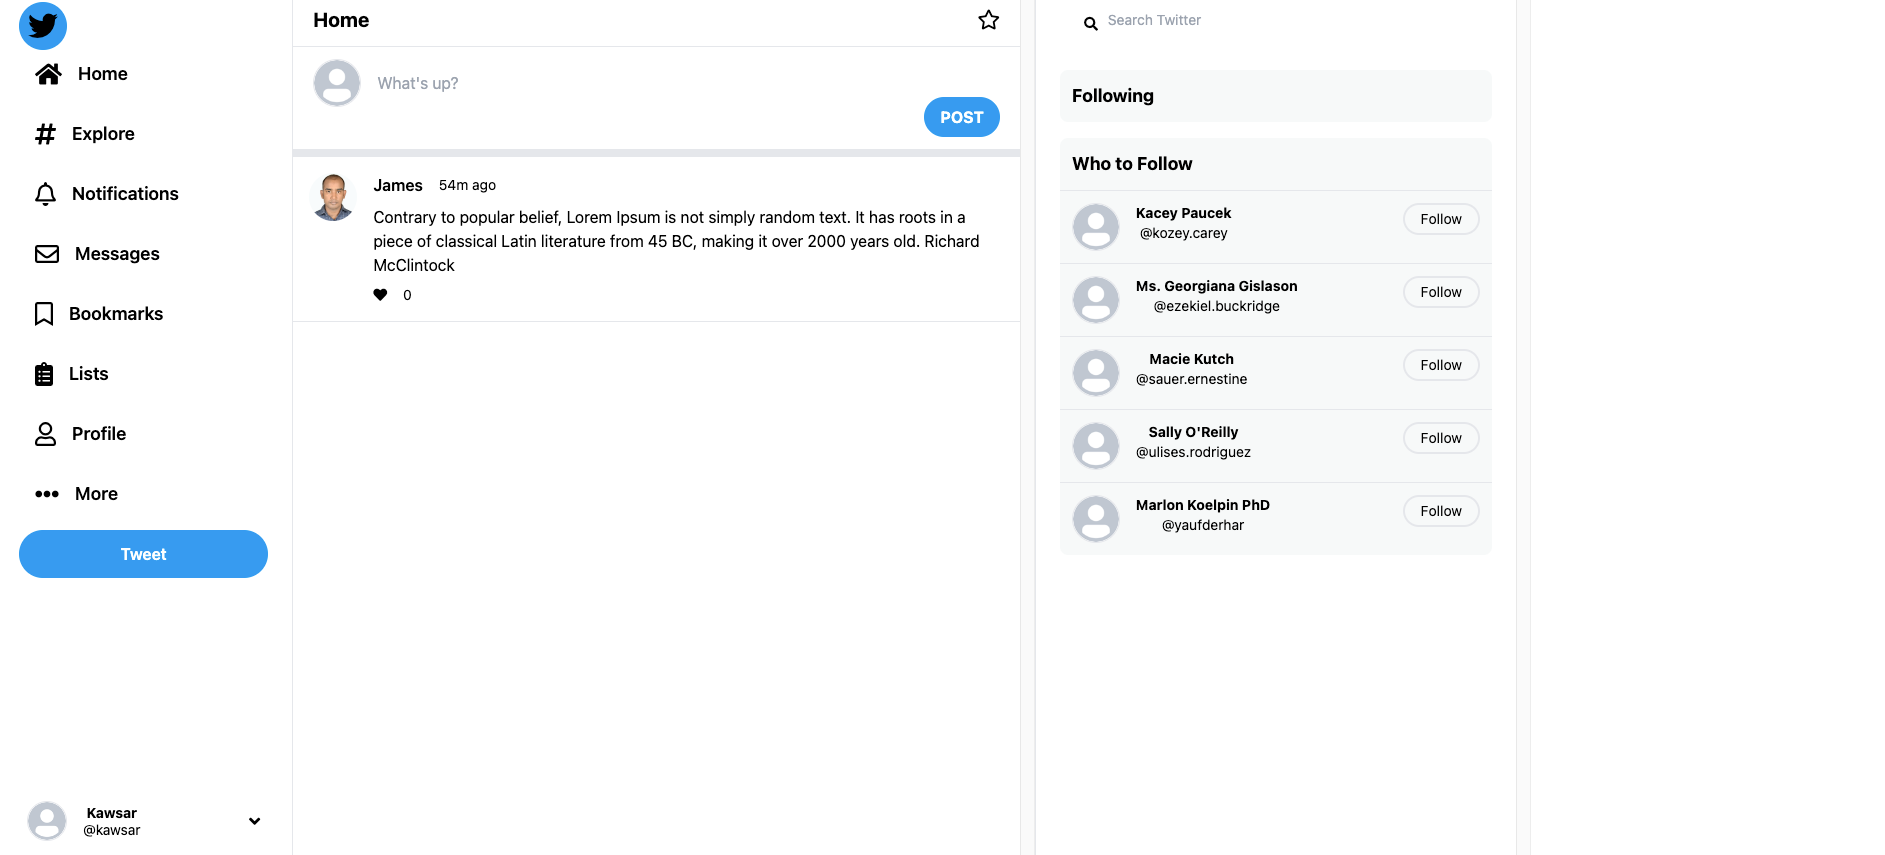 Home
Explore
Notifications
Messages
Bookmarks
Lists
Profile
More
Tweet
Kawsar
@kawsar
Home
What's up?
POST
James 54m ago
Contrary to popular belief, Lorem Ipsum is not simply random text. It has roots in a
piece of classical Latin literature from 45 BC, making it over 2000 years old. Richard
McClintock
0
Search Twitter
Following
Who to Follow
Kacey Paucek
@kozey.carey
Follow
Ms. Georgiana Gislason
@ezekiel.buckridge
Follow
Macie Kutch
@sauer.ernestine
Follow
Sally O'Reilly
@ulises.rodriguez
Follow
Marlon Koelpin PhD
@yaufderhar
Follow